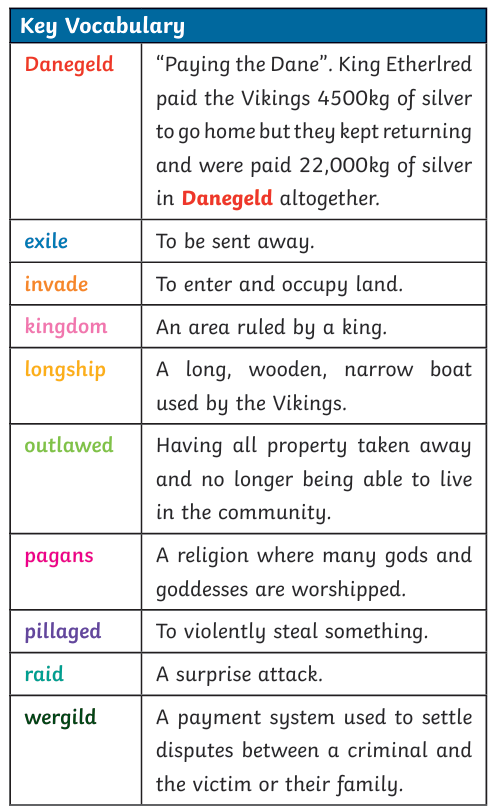 Key Vocabulary
Danegeld
“Paying the Dane”. King Etherlred
paid the Vikings 4500kg of silver
to go home but they kept returning
and were paid 22,000kg of silver
in Danegeld altogether.
exile
To be sent away.
invade
To enter and occupy land.
kingdom
An area ruled by a king.
longship
A long, wooden, narrow boat
used by the Vikings.
outlawed
Having all property taken away
and no longer being able to live
in the community.
pagans
A religion where many gods and
goddesses are worshipped.
pillaged
To violently steal something.
raid
A surprise attack.
wergild
A payment system used to settle
disputes between a criminal and
the victim or their family.